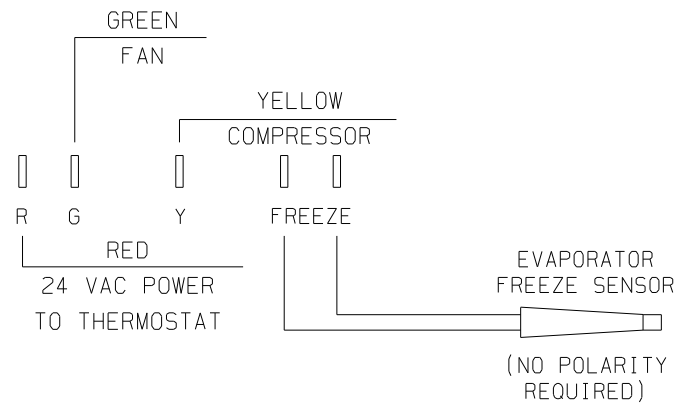 GREEN
FAN
YELLOW
COMPRESSOR
R G Y FREEZE
RED
24 VAC POWER
TO THERMOSTAT
EVAPORATOR
FREEZE SENSOR
(NO POLARITY
REQUIRED)